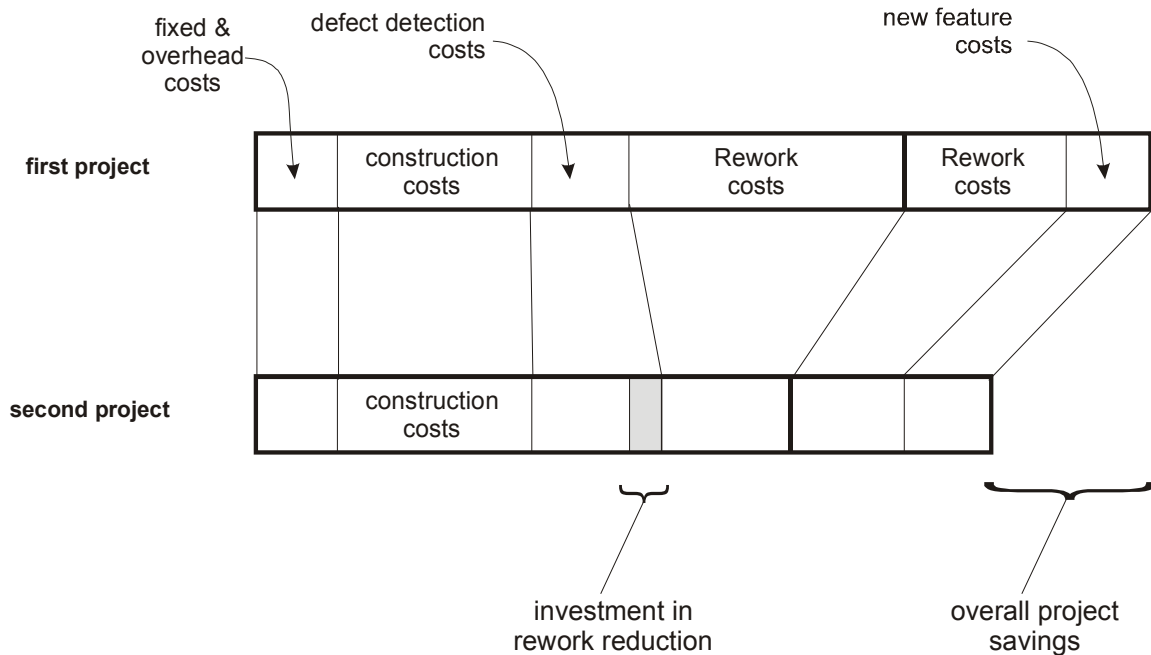 fixed &
overhead
costs
defect detection
costs
new feature
costs
first project
construction
costs
Rework
costs
Rework
costs
second project
construction
costs
investment in
rework reduction
overall project
savings